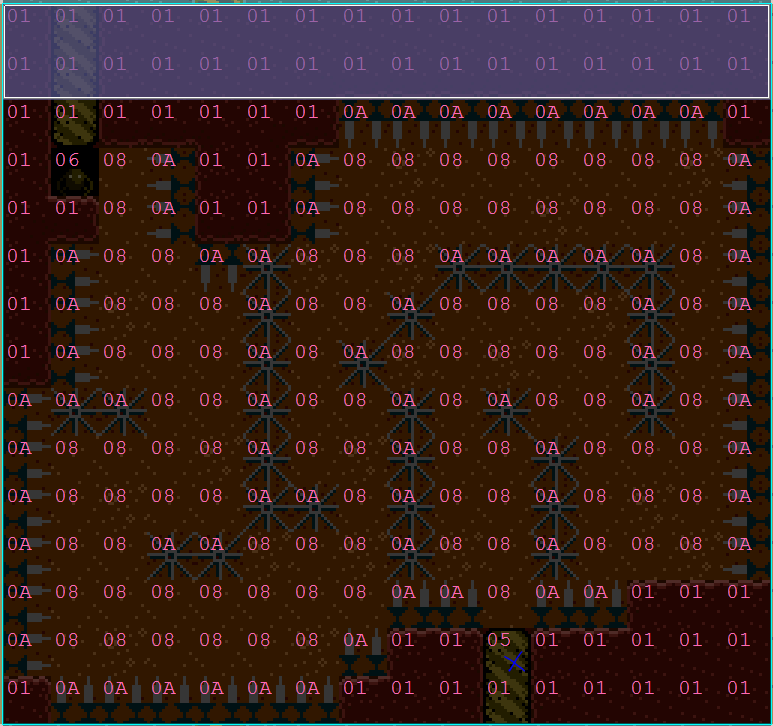 01 01 01 01 01 01 01 01 01 01 01 01 01 01 01 01
01 01 01 01 01 01 01 01 01 01 01 01 01 01 01 01
01 01 01 01 01 01 01 0A 0A 0A 0A 0A 0A 0A 0A 01
01 06 08 0A 01 01 0A 08 08 08 08 08 08 08 08 0A
01 01 08 0A 01 01 0A 08 08 08 08 08 08 08 08 0A
01 0A 08 08 0A 0A 08 08 08 0A 0A 0A 0A 0A 08 0A
01 0A 08 08 08 0A 08 08 0A 08 08 08 08 0A 08 0A
01 0A 08 08 08 0A 08 0A 08 08 08 08 08 0A 08 0A
0A 0A 0A 08 08 0A 08 08 0A 08 0A 08 08 0A 08 0A
0A 08 08 08 08 0A 08 08 0A 08 08 0A 08 08 08 0A
0A 08 08 08 08 0A 0A 08 0A 08 08 0A 08 08 08 0A
0A 08 08 0A 0A 08 08 08 0A 08 08 0A 08 08 08 0A
0A 08 08 08 08 08 08 08 0A 0A 08 0A 0A 01 01 01
0A 08 08 08 08 08 08 0A 01 01 05 01 01 01 01 01
01 0A 0A 0A 0A 0A 0A 01 01 01 01 01 01 01 01 01